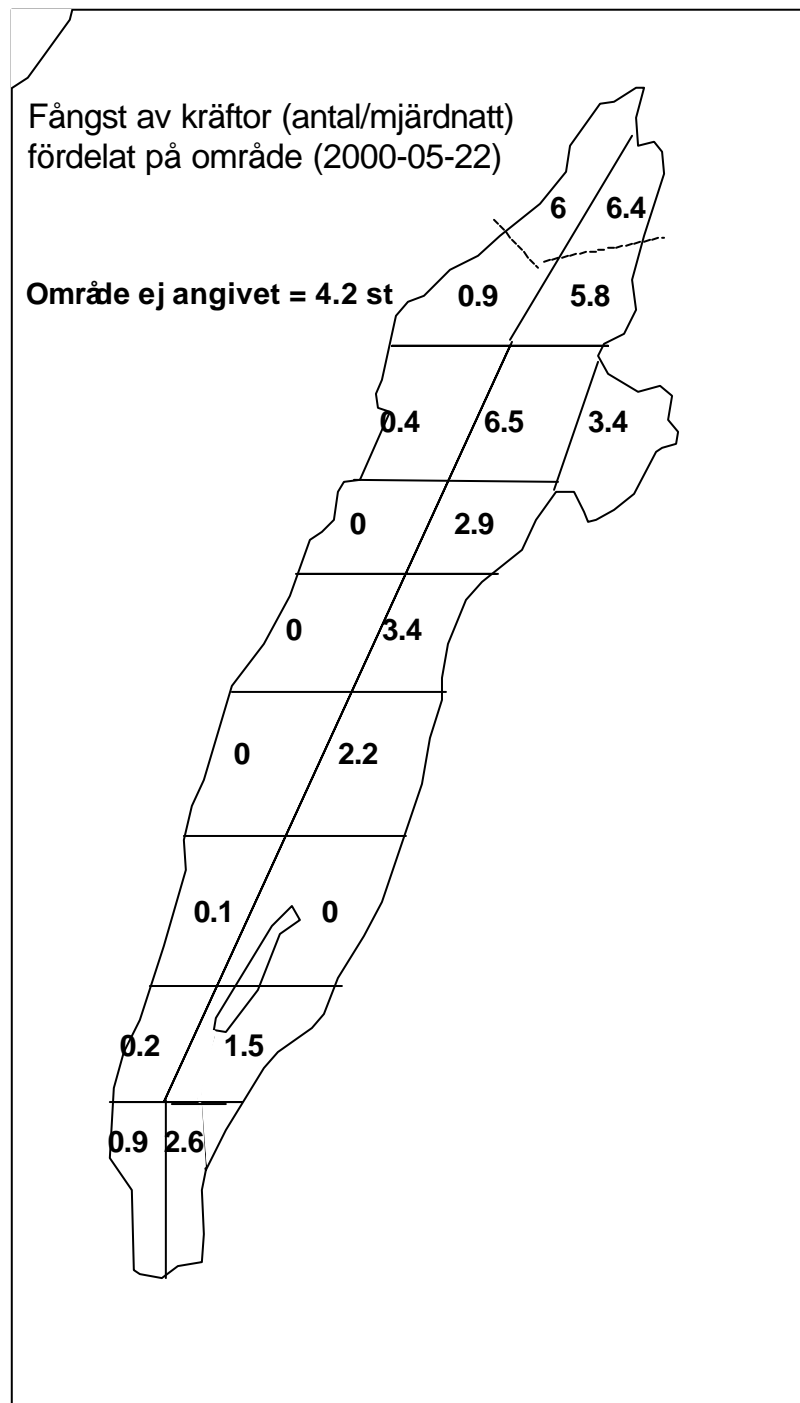 Fångst av kräftor (antal/mjärdnatt)
fördelat på område (2000-05-22)
6 6.4
Område ej angivet = 4.2 st 0.9 5.8
0.4 6.5 3.4
0 2.9
0 3.4
0 2.2
0.1 0
0.2 1.5
0.9 2.6